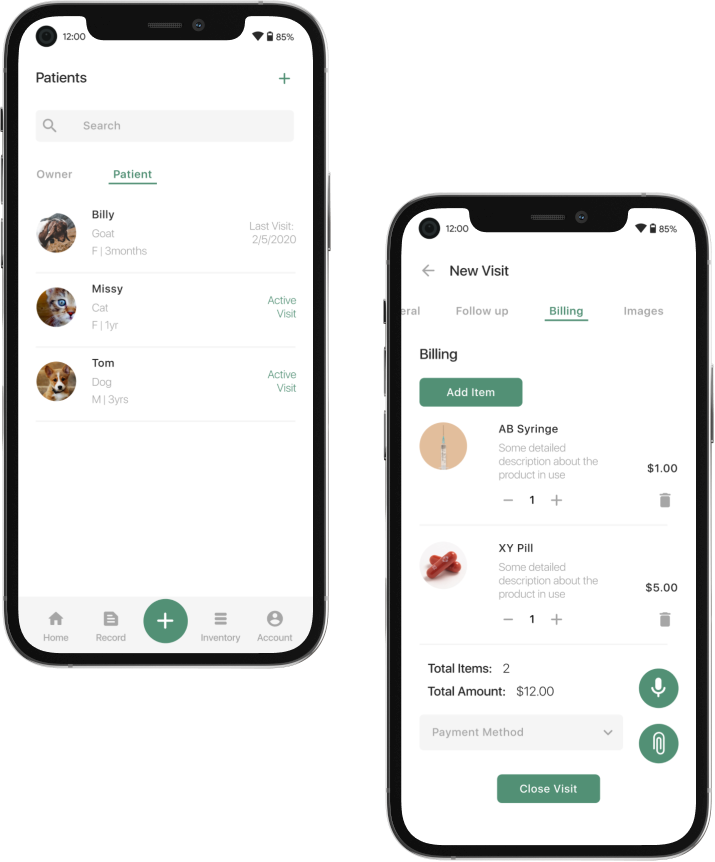 12:00
85%
Patients
Search
Owner
Patient
Billy
Goat
F | 3months
Last Visit:
2/5/2020
Missy
Cat
F | 1yr
Active
Visit
Tom
Dog
M | 3yrs
Active
Visit
Home
Record
Inventory
Account
12:00
85%
New Visit
eral
Follow up
Billing
Images
Billing
Add Item
AB Syringe
Some detailed
description about the
product in use
$1.00
1
XY Pill
Some detailed
description about the
product in use
$5.00
1
Total Items: 2
Total Amount: $12.00
Payment Method
Close Visit